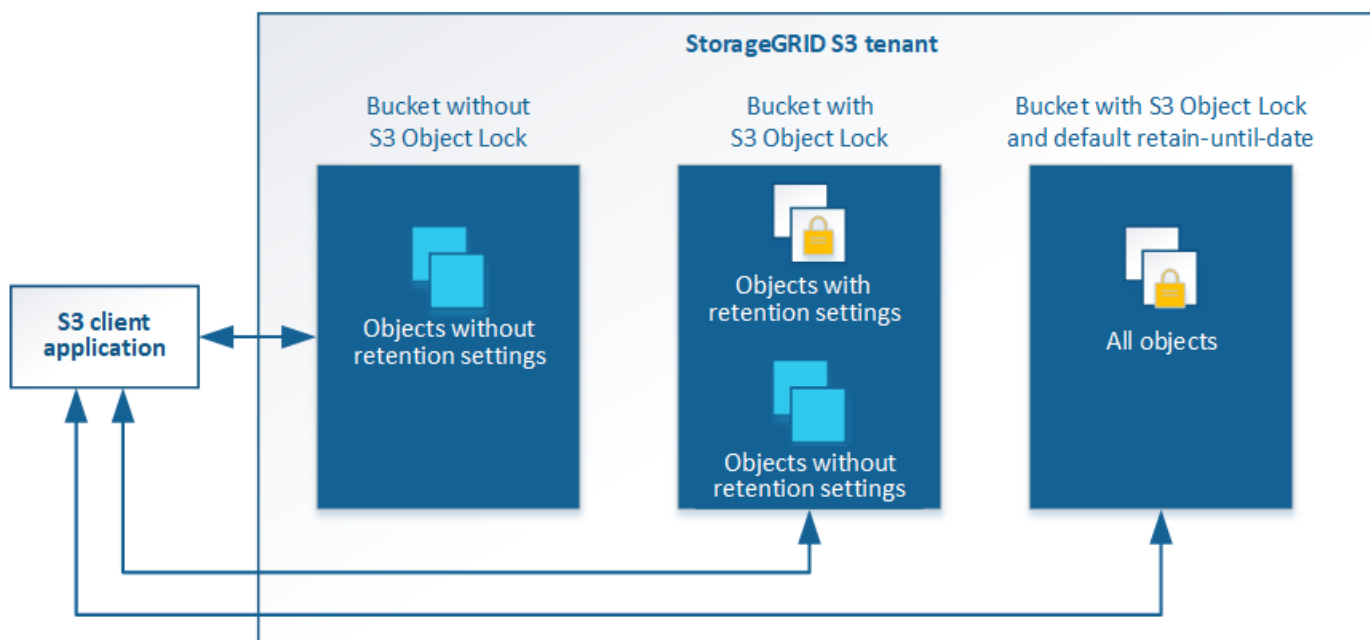 StorageGRID S3 tenant
Bucket without
S3 Object Lock
Bucket with
S3 Object Lock
Bucket with S3 Object Lock
and default retain-until-date
S3 client
application
Objects without
retention settings
Objects with
retention settings
Objects without
retention settings
All objects